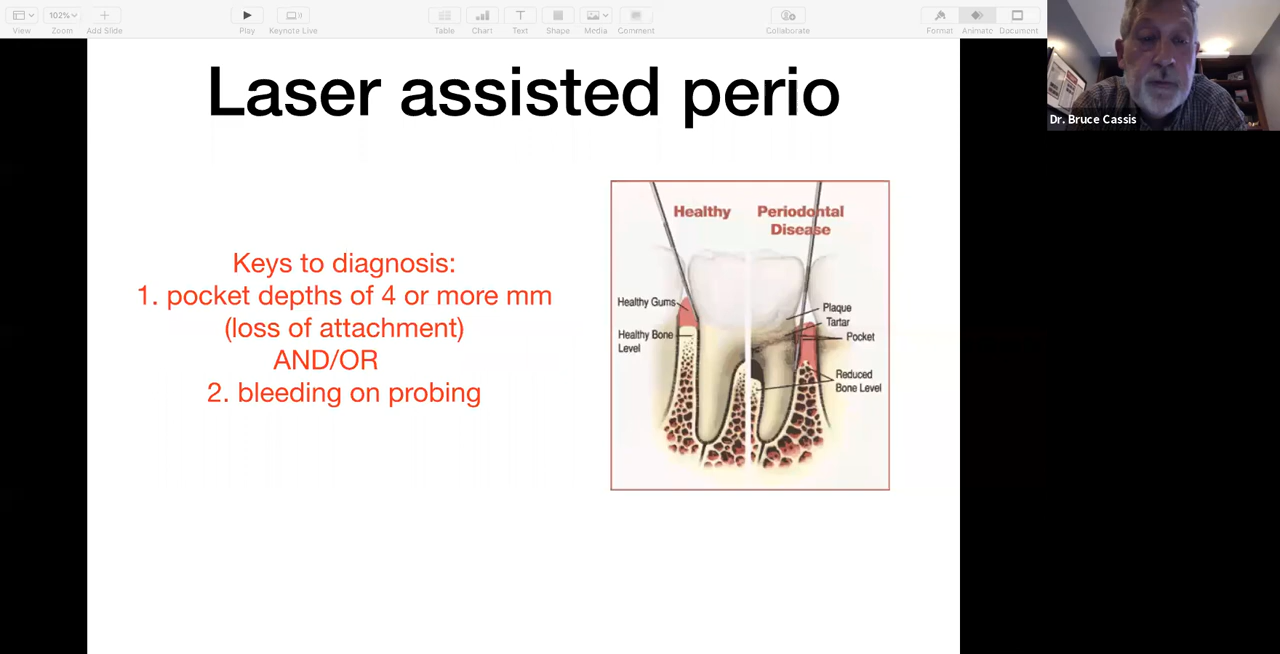 102%
View
Zoom
Add Slide
Play
Keynote Live
Table
Chart
Text
Shape
Media
Comment
Collaborate
Format
Animate
Document
Dr. Bruce Cassis
Laser assisted perio
Keys to diagnosis:
1. pocket depths of 4 or more mm
(loss of attachment)
AND/OR
2. bleeding on probing
Healthy
Periodontal
Disease
Healthy Gums
Healthy Bone
Level
Plaque
Tartar
Pocket
Reduced
Bone Level